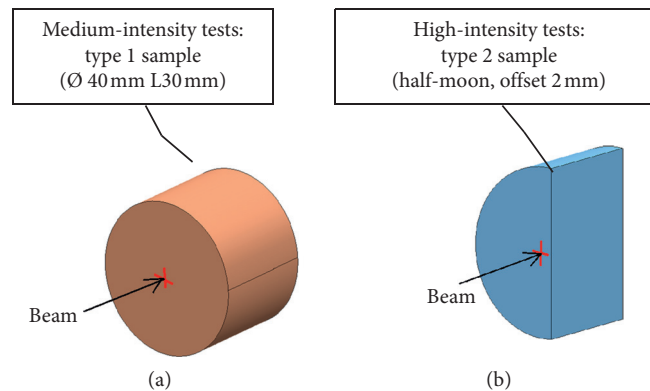 Medium-intensity tests:
type 1 sample
(Ø 40 mm L30 mm)
High-intensity tests:
type 2 sample
(half-moon, offset 2 mm)
Beam
Beam
(a)
(b)